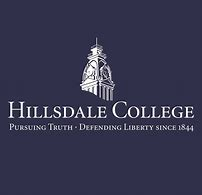 HILLSDALE COLLEGE
PURSUING TRUTH · DEFENDING LIBERTY SINCE 1844